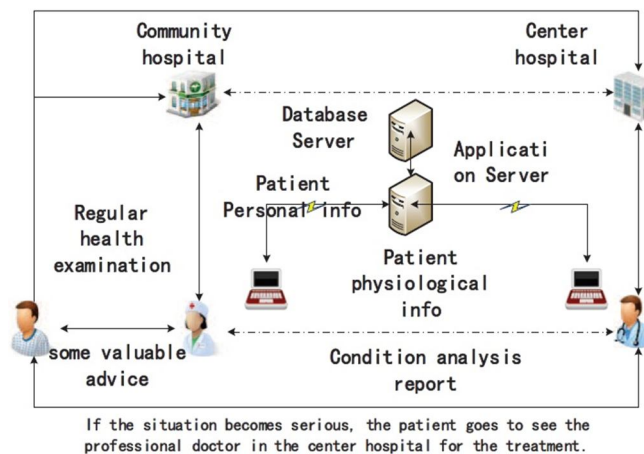 Community
hospital
Center
hospital
Database
Server
Applicati
on Server
Patient
Personal info
Regular
health
examination
Patient
physiological
info
some valuable
advice
Condition analysis
report
If the situation becomes serious, the patient goes to see the
professional doctor in the center hospital for the treatment.